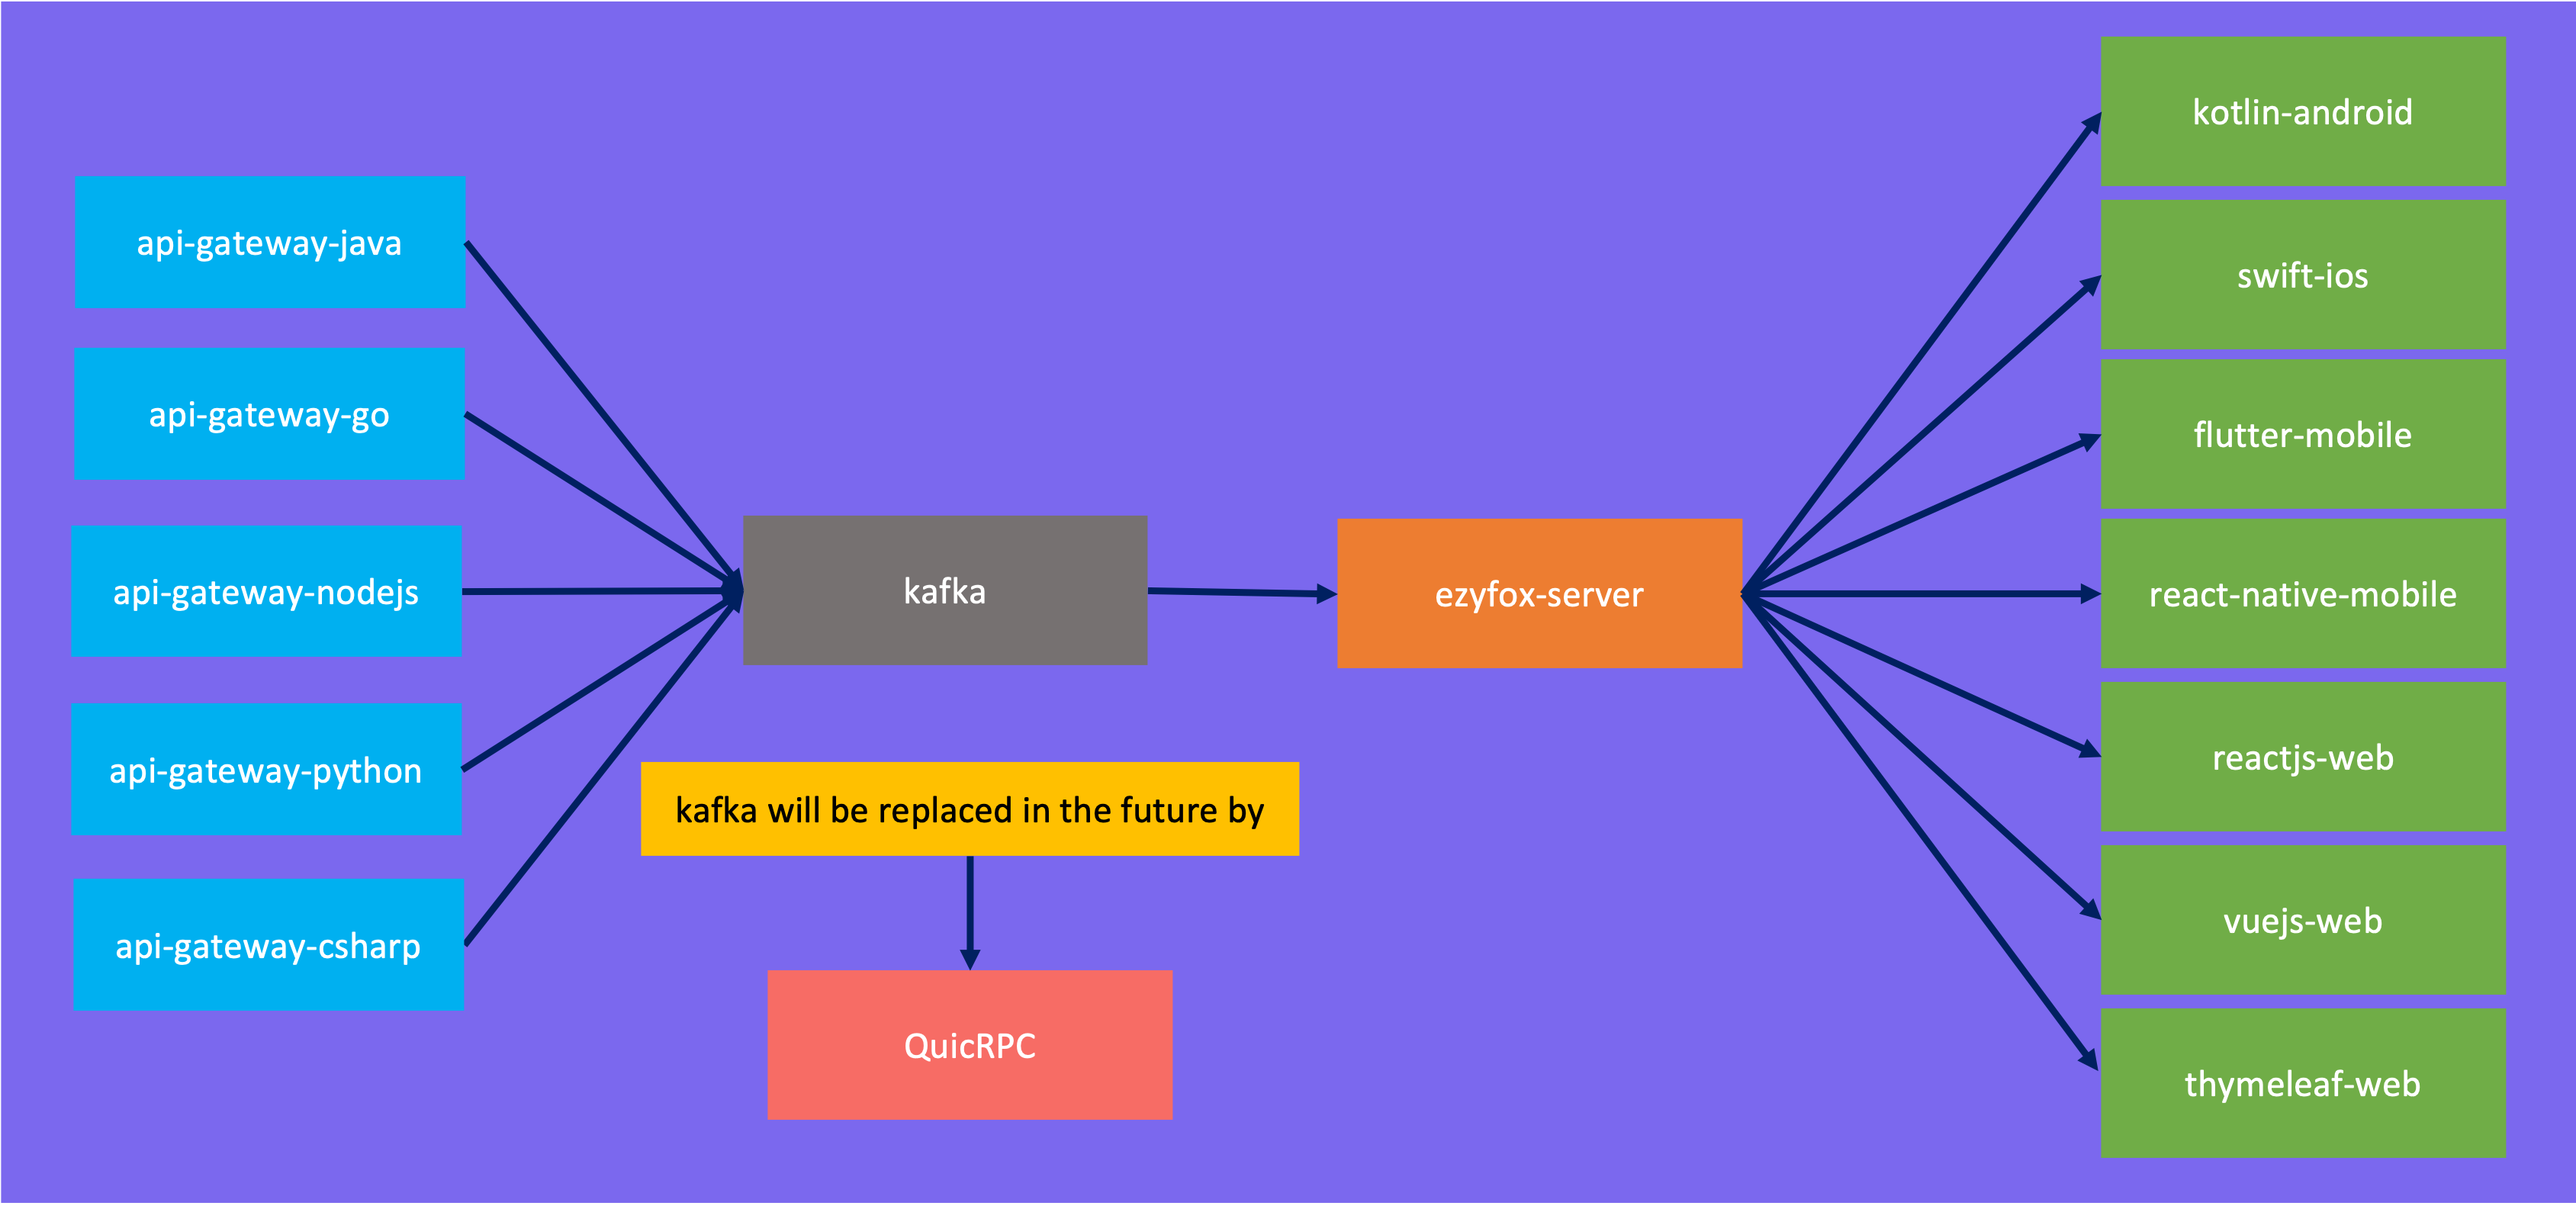 api-gateway-java
api-gateway-go
api-gateway-nodejs
api-gateway-python
api-gateway-csharp
kafka
kafka will be replaced in the future by
QuicRPC
ezyfox-server
kotlin-android
swift-ios
flutter-mobile
react-native-mobile
reactjs-web
vuejs-web
thymeleaf-web